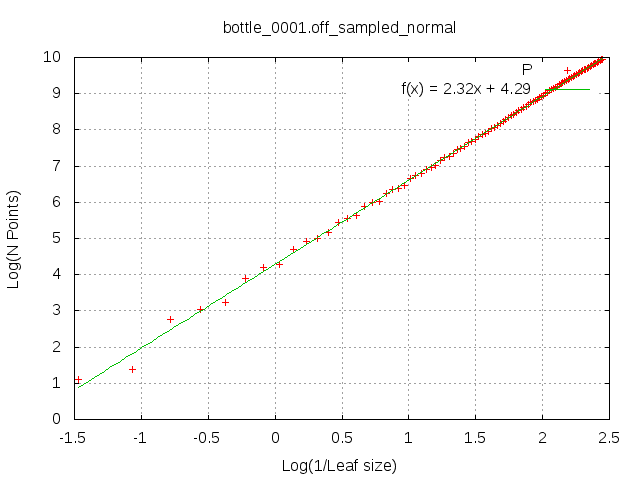 bottle_0001.off_sampled_normal
10
9
8
7
6
5
4
3
2
1
0
Log(N Points)
P
f(x) = 2.32x + 4.29
-1.5 -1 -0.5 0 0.5 1 1.5 2 2.5
Log(1/Leaf size)